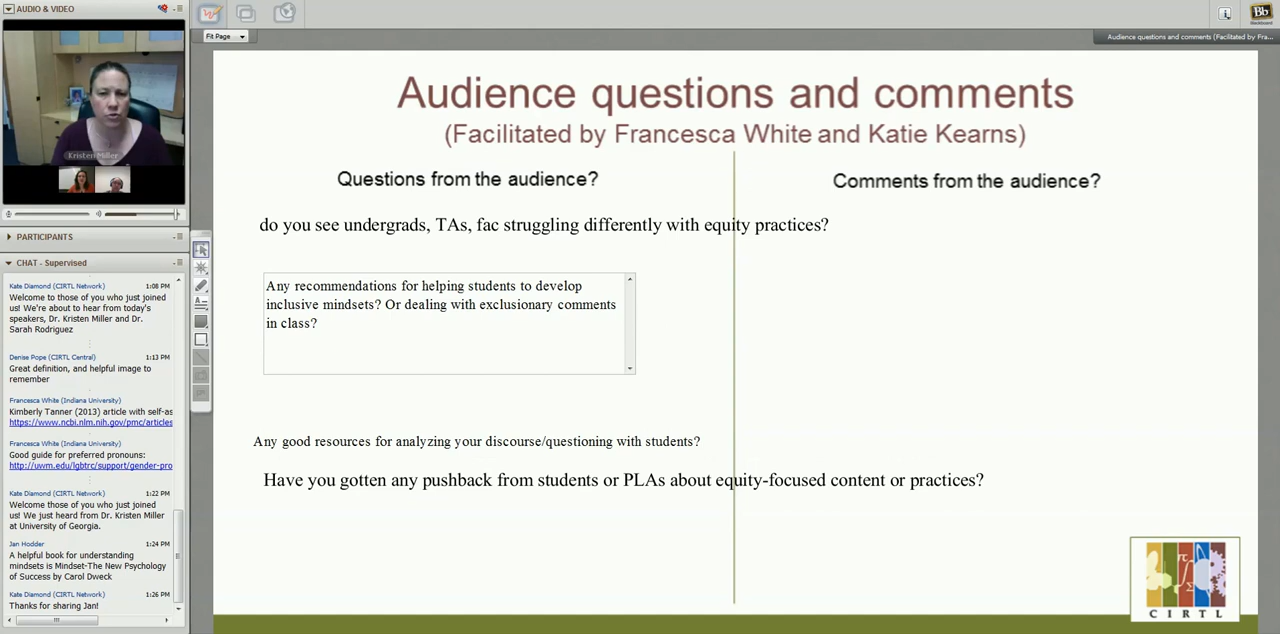 AUDIO & VIDEO
Fit Page
Bb
Blackboard
Audience questions and comments (Facilitated by Fra...
Kristen Miller
PARTICIPANTS
CHAT - Supervised
Kate Diamond (CIRTL Network) 1:08 PM
Welcome to those of you who just joined
us! We're about to hear from today's
speakers, Dr. Kristen Miller and Dr.
Sarah Rodriguez
Denise Pope (CIRTL Central) 1:13 PM
Great definition, and helpful image to
remember
Francesca White (Indiana University)
Kimberly Tanner (2013) article with self-as
https://www.ncbi.nlm.nih.gov/pmc/articles
Francesca White (Indiana University)
Good guide for preferred pronouns:
http://uwm.edu/lgbtrc/support/gender-pro
Kate Diamond (CIRTL Network) 1:22 PM
Welcome those of you who just joined
us! We just heard from Dr. Kristen Miller
at University of Georgia.
Jan Hodder 1:24 PM
A helpful book for understanding
mindsets is Mindset-The New Psychology
of Success by Carol Dweck
Kate Diamond (CIRTL Network) 1:26 PM
Thanks for sharing Jan!
Audience questions and comments
(Facilitated by Francesca White and Katie Kearns)
Questions from the audience?
Comments from the audience?
do you see undergrads, TAs, fac struggling differently with equity practices?
Any recommendations for helping students to develop
inclusive mindsets? Or dealing with exclusionary comments
in class?
Any good resources for analyzing your discourse/questioning with students?
Have you gotten any pushback from students or PLAs about equity-focused content or practices?
CIRTL